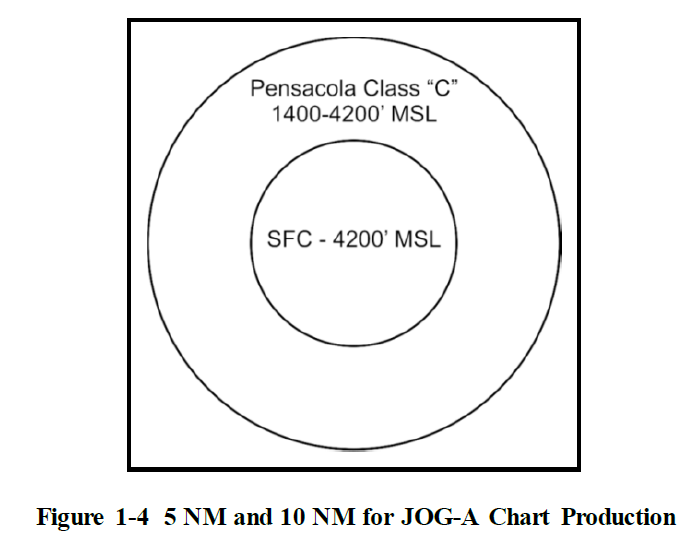 Pensacola Class “C”
1400-4200’ MSL
SFC - 4200’ MSL
Figure 1-4 5 NM and 10 NM for JOG-A Chart Production